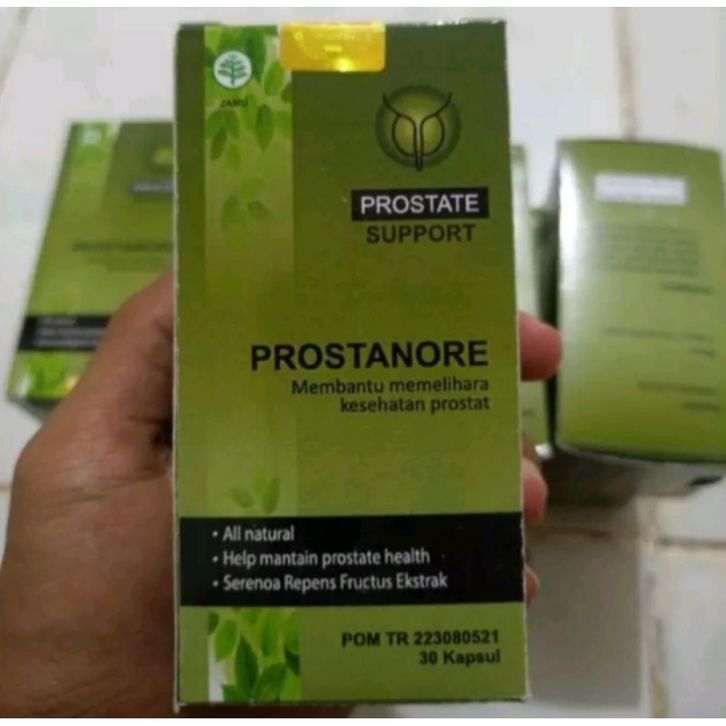 JAMU
PROSTATE
SUPPORT
PROSTANORE
Membantu memelihara
kesehatan prostat
• All natural
• Help mantain prostate health
• Serenoa Repens Fructus Ekstrak
POM TR 223080521
30 Kapsul